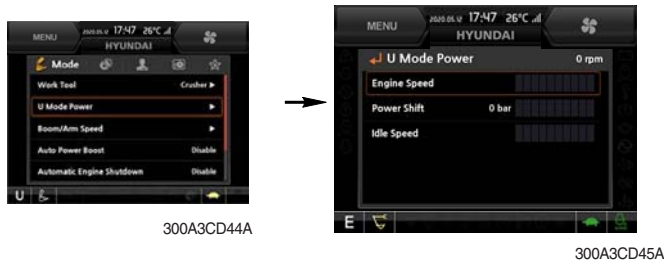 MENU 17:47 26°C
HYUNDAI
Mode
Work Tool Crusher ▶
U Mode Power ▶
Boom/Arm Speed ▶
Auto Power Boost Disable
Automatic Engine Shutdown Disable
U
300A3CD44A
MENU 17:47 26°C
HYUNDAI
U Mode Power 0 rpm
Engine Speed
Power Shift 0 bar
Idle Speed
E
300A3CD45A